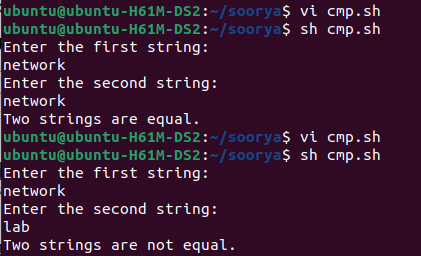 ubuntu@ubuntu-H61M-DS2:~/soorya$ vi cmp.sh
ubuntu@ubuntu-H61M-DS2:~/soorya$ sh cmp.sh
Enter the first string:
network
Enter the second string:
network
Two strings are equal.
ubuntu@ubuntu-H61M-DS2:~/soorya$ vi cmp.sh
ubuntu@ubuntu-H61M-DS2:~/soorya$ sh cmp.sh
Enter the first string:
network
Enter the second string:
lab
Two strings are not equal.